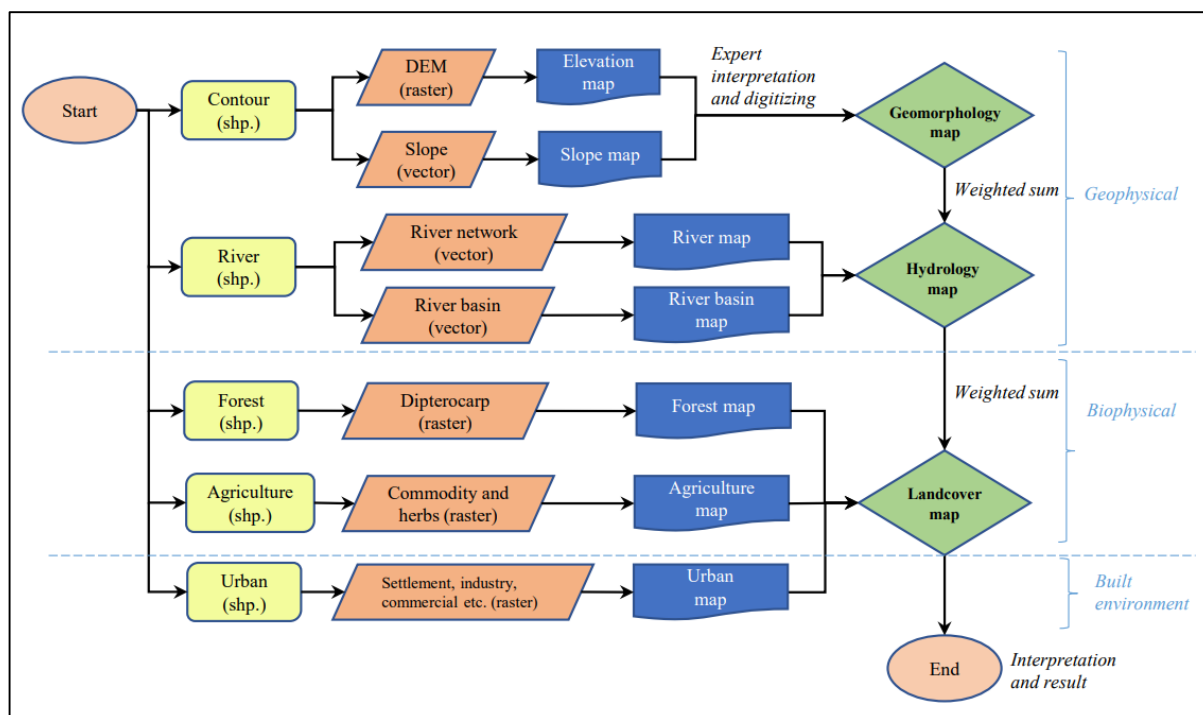 Start
Contour
(shp.)
DEM
(raster)
Elevation
map
Expert
interpretation
and digitizing
Geomorphology
map
Slope
(vector)
Slope map
Weighted sum
Geophysical
River
(shp.)
River network
(vector)
River map
Hydrology
map
River basin
(vector)
River basin
map
Forest
(shp.)
Dipterocarp
(raster)
Forest map
Weighted sum
Biophysical
Agriculture
(shp.)
Commodity and
herbs (raster)
Agriculture
map
Landcover
map
Urban
(shp.)
Settlement, industry,
commercial etc. (raster)
Urban
map
Built
environment
End
Interpretation
and result